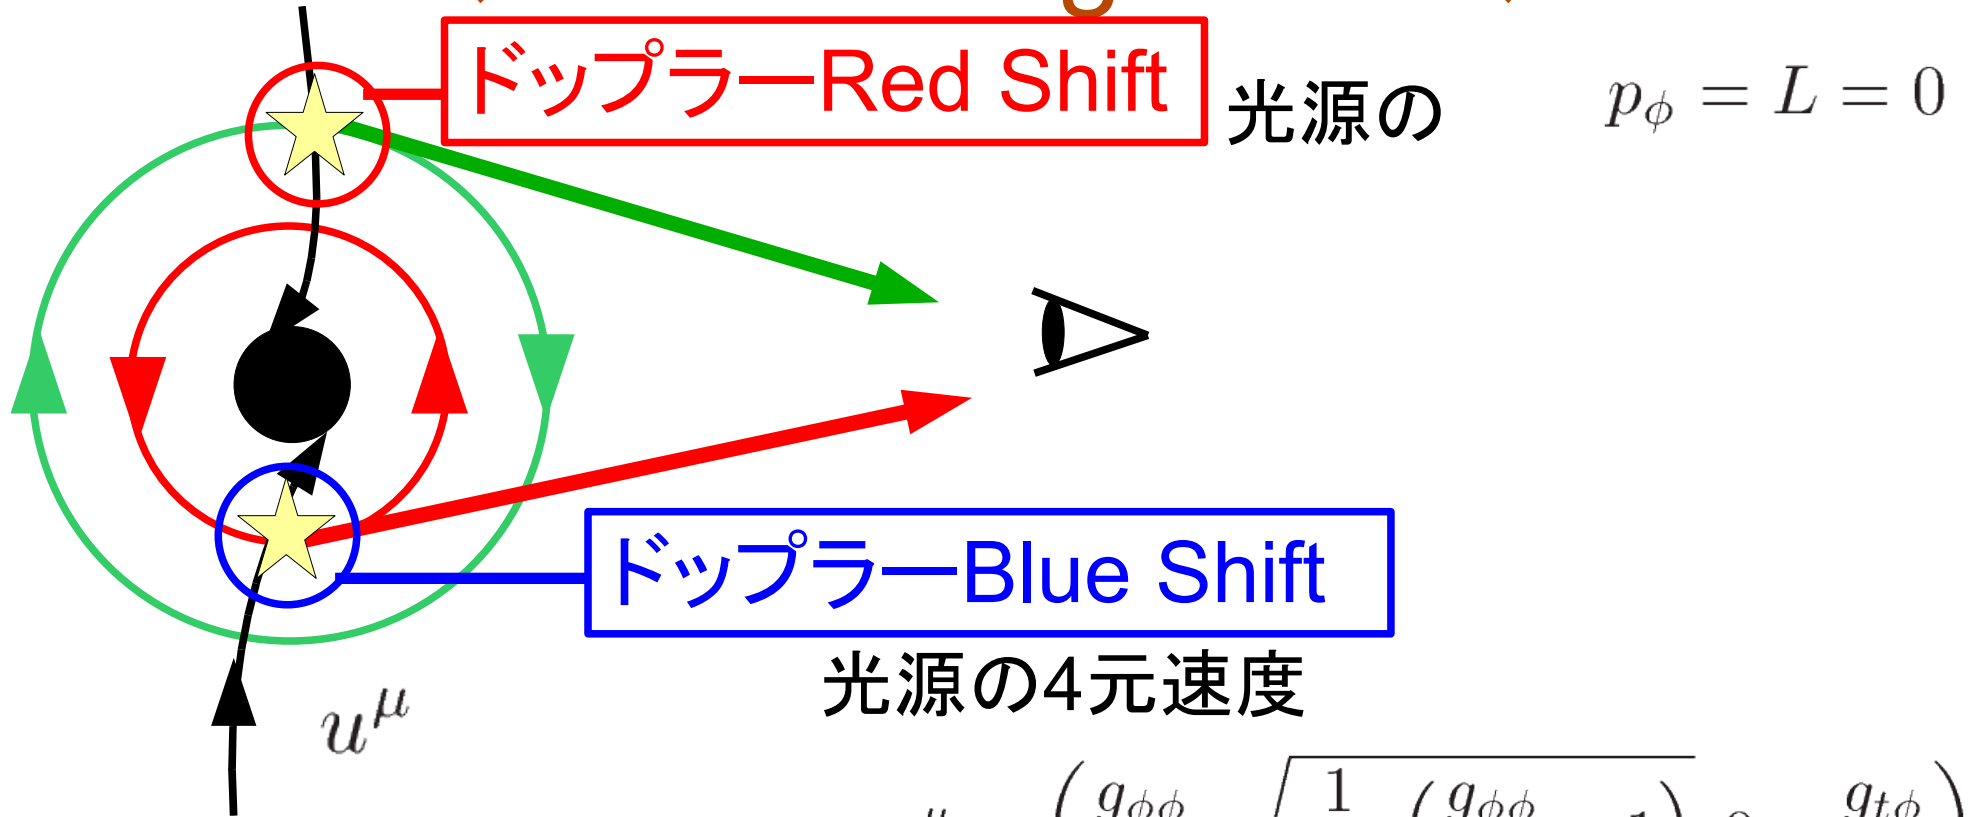 g
ドップラーRed Shift
光源の
p_ϕ = L = 0
ドップラーBlue Shift
光源の4元速度
u^μ